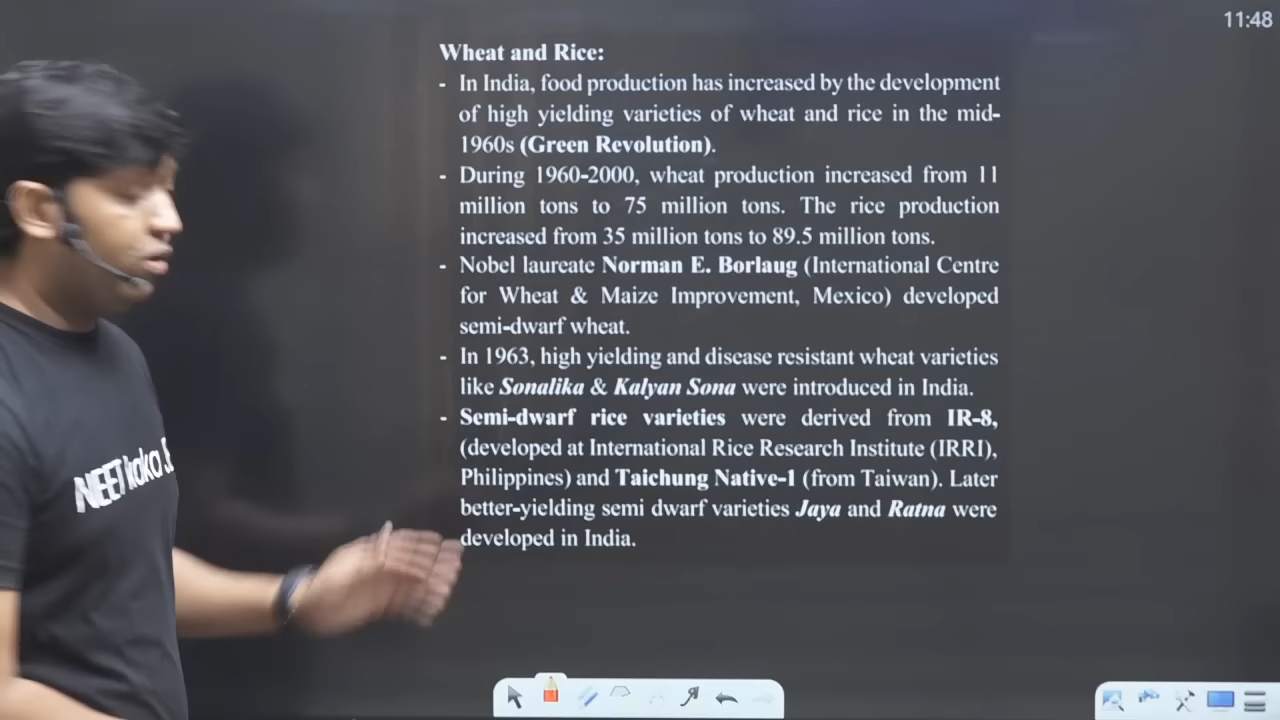 11:48
Wheat and Rice:
- In India, food production has increased by the development
of high yielding varieties of wheat and rice in the mid-
1960s (Green Revolution).
- During 1960-2000, wheat production increased from 11
million tons to 75 million tons. The rice production
increased from 35 million tons to 89.5 million tons.
- Nobel laureate Norman E. Borlaug (International Centre
for Wheat & Maize Improvement, Mexico) developed
semi-dwarf wheat.
- In 1963, high yielding and disease resistant wheat varieties
like Sonalika & Kalyan Sona were introduced in India.
- Semi-dwarf rice varieties were derived from IR-8,
(developed at International Rice Research Institute (IRRI),
Philippines) and Taichung Native-1 (from Taiwan). Later
better-yielding semi dwarf varieties Jaya and Ratna were
developed in India.
NEET kaka